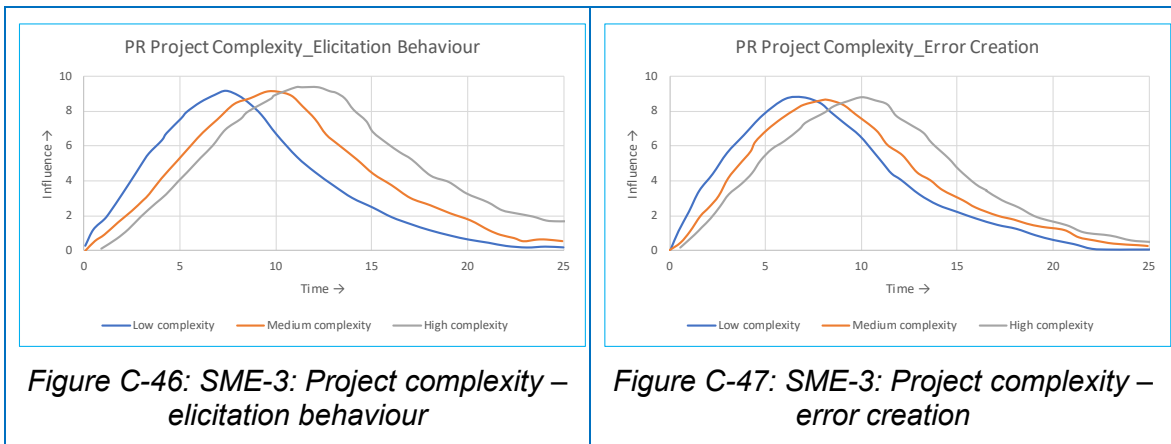 PR Project Complexity_Elicitation Behaviour
10
8
6
4
2
0
Influence →
0 5 10 15 20 25
Time →
Low complexity Medium complexity High complexity
Figure C-46: SME-3: Project complexity –
elicitation behaviour
PR Project Complexity_Error Creation
10
8
6
4
2
0
Influence →
0 5 10 15 20 25
Time →
Low complexity Medium complexity High complexity
Figure C-47: SME-3: Project complexity –
error creation